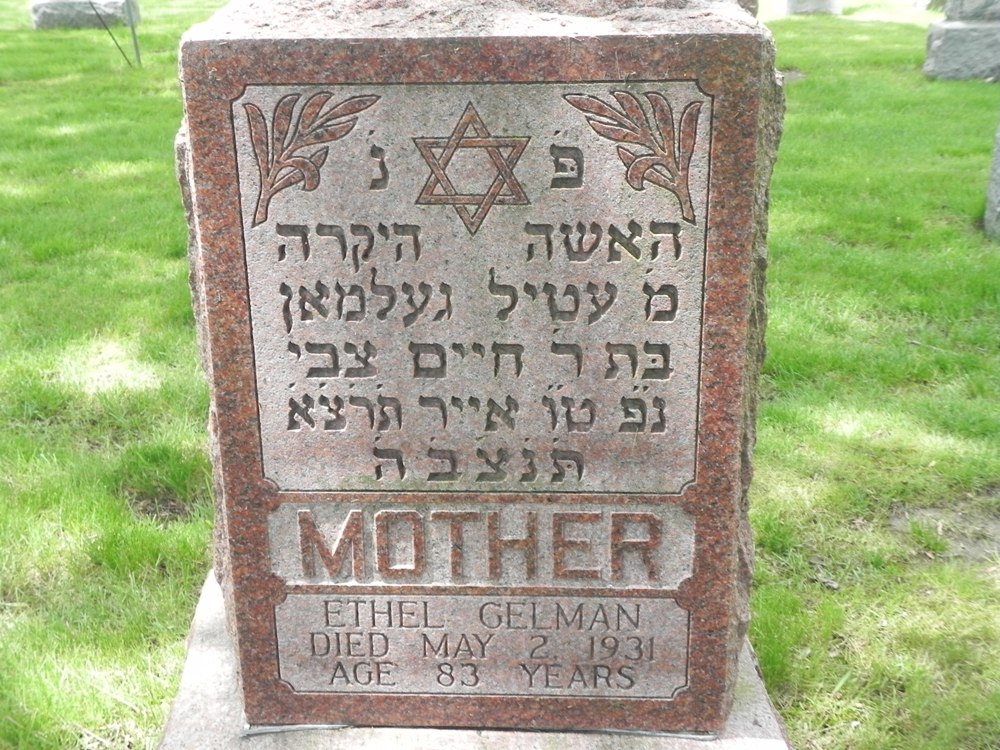 פ נ
האשה היקרה
מ עטיל געלמאן
בת ר׳ חיים צבי
נפ׳ טו אייר תרצא
ת׳נ׳צ׳ב׳ה׳
MOTHER
ETHEL GELMAN
DIED MAY 2, 1931
AGE 83 YEARS